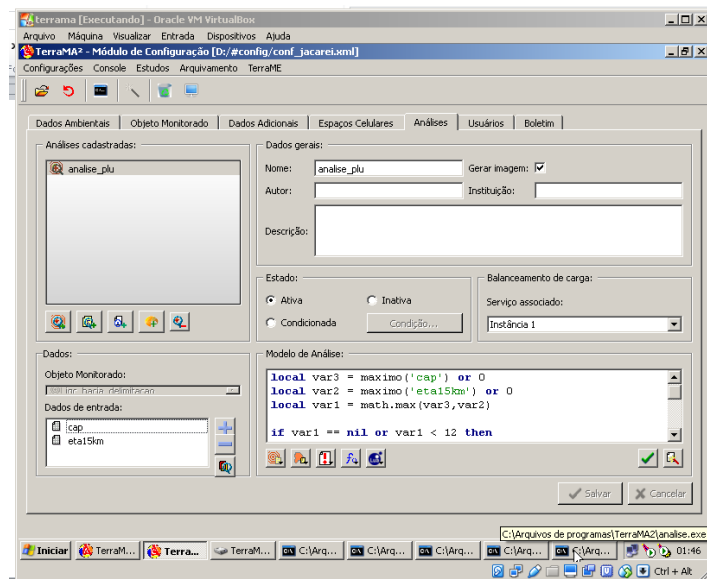 terrama [Executando] - Oracle VM VirtualBox
Arquivo Máquina Visualizar Entrada Dispositivos Ajuda
TerraMA² - Módulo de Configuração [D:/#config/conf_jacarei.xml]
Configurações Console Estudos Arquivamento TerraME
Dados Ambientais Objeto Monitorado Dados Adicionais Espaços Celulares Análises Usuários Boletim
Análises cadastradas:
analise_plu
Dados gerais:
Nome: analise_plu Gerar imagem:
Autor: Instituição:
Descrição:
Estado:
Ativa Inativa
Condicionada Condição...
Balanceamento de carga:
Serviço associado:
Instância 1
Dados:
Objeto Monitorado:
Dados de entrada:
cap
eta15km
Modelo de Análise:
local var3 = maximo('cap') or 0
local var2 = maximo('eta15km') or 0
local var1 = math.max(var3,var2)
if var1 == nil or var1 < 12 then
Salvar Cancelar
C:\Arquivos de programas\TerraMA2\analise.exe
Iniciar TerraM... Terra... TerraM... C:\Arq... C:\Arq... C:\Arq... C:\Arq... C:\Arq... 01:46
Ctrl + Alt